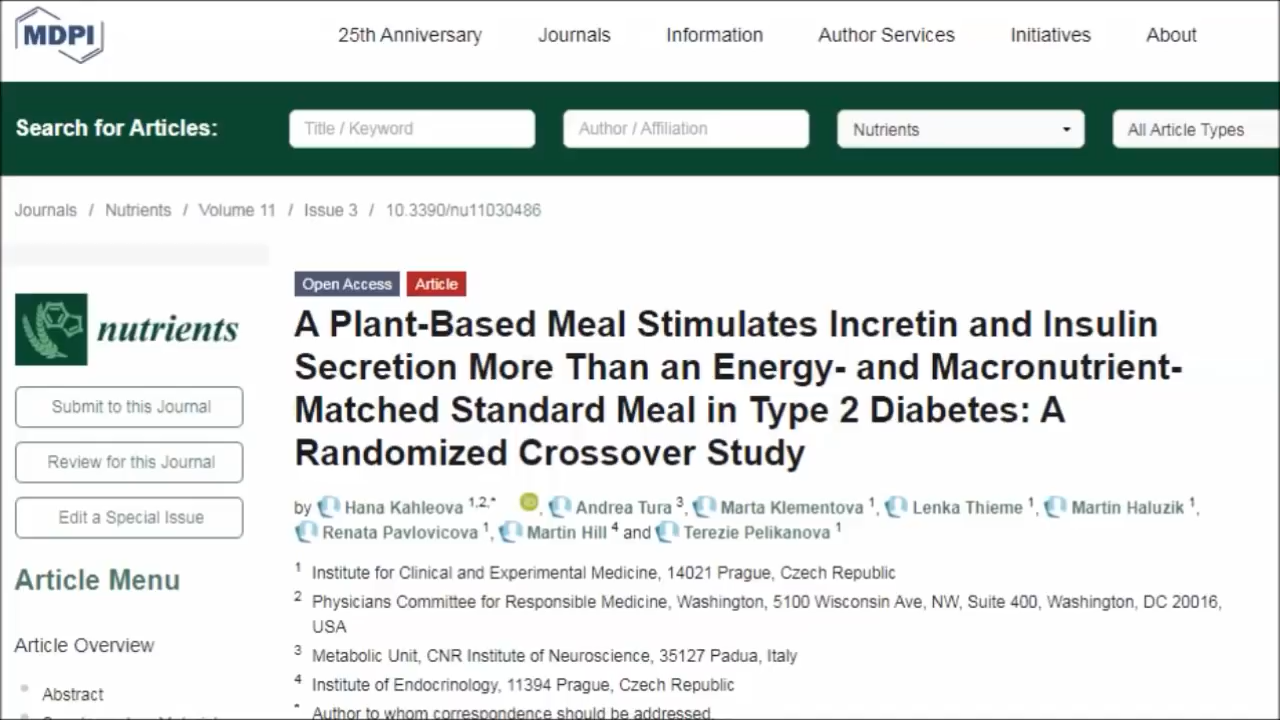 MDPI
25th Anniversary Journals Information Author Services Initiatives About
Search for Articles: Title / Keyword Author / Affiliation Nutrients All Article Types
Journals / Nutrients / Volume 11 / Issue 3 / 10.3390/nu11030486
nutrients
Submit to this Journal
Review for this Journal
Edit a Special Issue
Article Menu
Article Overview
Abstract
Open Access Article
A Plant-Based Meal Stimulates Incretin and Insulin
Secretion More Than an Energy- and Macronutrient-
Matched Standard Meal in Type 2 Diabetes: A
Randomized Crossover Study
by Hana Kahleova 1,2,* , Andrea Tura 3, Marta Klementova 1, Lenka Thieme 1, Martin Haluzik 1,
Renata Pavlovicova 1, Martin Hill 4 and Terezie Pelikanova 1
1 Institute for Clinical and Experimental Medicine, 14021 Prague, Czech Republic
2 Physicians Committee for Responsible Medicine, Washington, 5100 Wisconsin Ave, NW, Suite 400, Washington, DC 20016,
USA
3 Metabolic Unit, CNR Institute of Neuroscience, 35127 Padua, Italy
4 Institute of Endocrinology, 11394 Prague, Czech Republic
* Author to whom correspondence should be addressed.